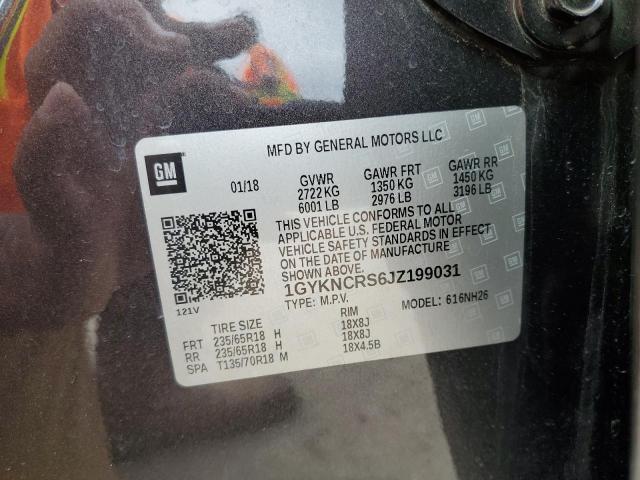 MFD BY GENERAL MOTORS LLC
GM
01/18
GVWR GAWR FRT GAWR RR
2722 KG 1350 KG 1450 KG
6001 LB 2976 LB 3196 LB
THIS VEHICLE CONFORMS TO ALL
APPLICABLE U.S. FEDERAL MOTOR
VEHICLE SAFETY STANDARDS IN EFFECT
ON THE DATE OF MANUFACTURE
SHOWN ABOVE.
1GYKNCRS6JZ199031
121V
TYPE: M.P.V. MODEL: 616NH26
TIRE SIZE RIM
FRT 235/65R18 H 18X8J
RR 235/65R18 H 18X8J
SPA T135/70R18 M 18X4.5B